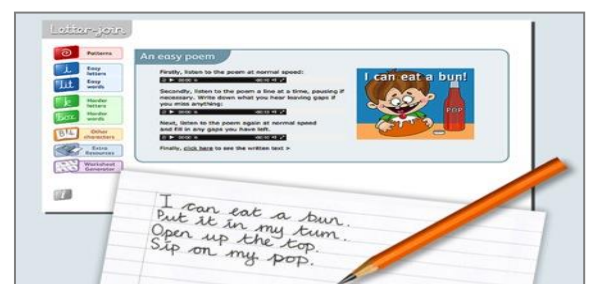 Letter-join
Patterns
Easy
letters
Easy
words
Harder
letters
Harder
words
Other
characters
Extra
Resources
Worksheet
Generator
An easy poem
Firstly, listen to the poem at normal speed:
Secondly, listen to the poem a line at a time, pausing if
necessary. Write down what you hear leaving gaps if
you miss anything:
Next, listen to the poem again at normal speed
and fill in any gaps you have left.
Finally, click here to see the written text >
I can eat a bun!
POP
I can eat a bun.
Put it in my tum.
Open up the top.
Sip on my pop.